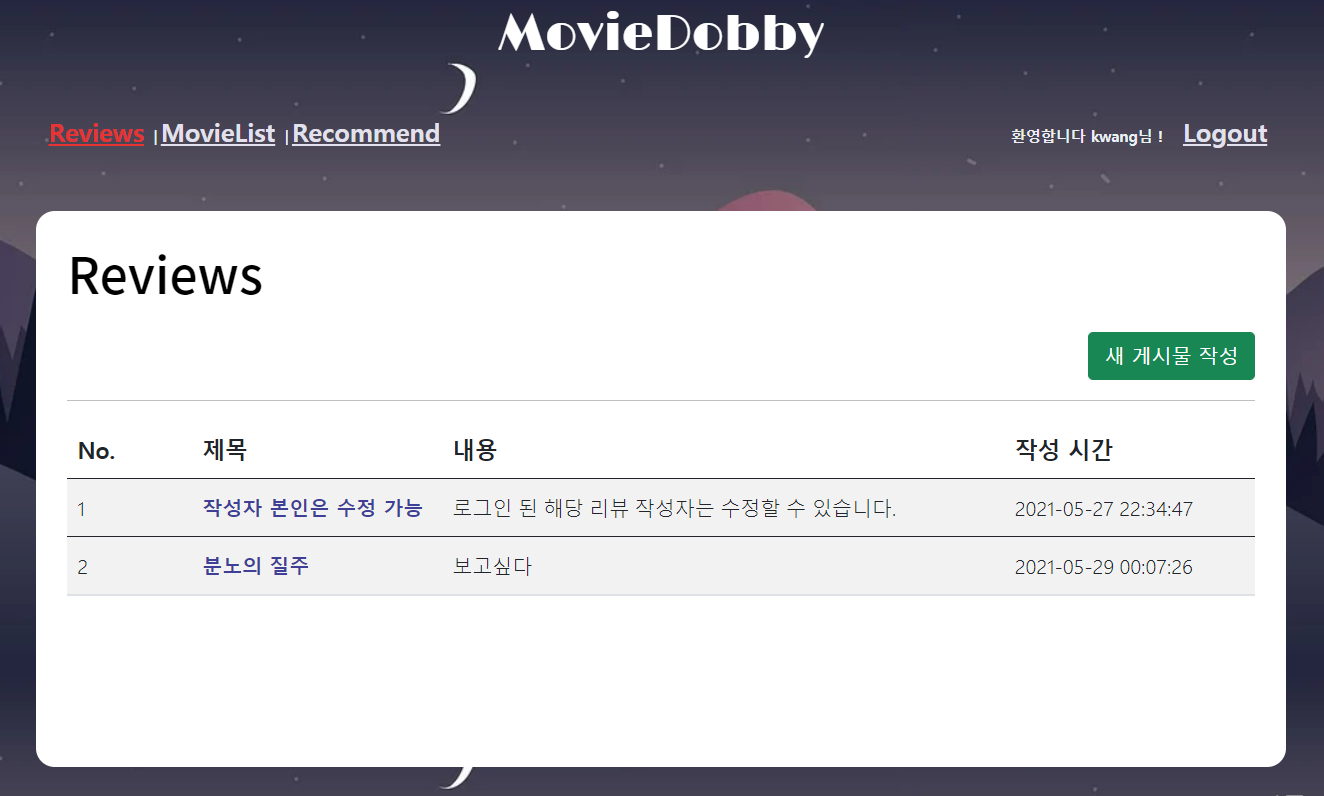 MovieDobby
Reviews | MovieList | Recommend 환영합니다 kwang님 ! Logout
Reviews
새 게시물 작성
No. 제목 내용 작성 시간
1 작성자 본인은 수정 가능 로그인 된 해당 리뷰 작성자는 수정할 수 있습니다. 2021-05-27 22:34:47
2 분노의 질주 보고싶다 2021-05-29 00:07:26